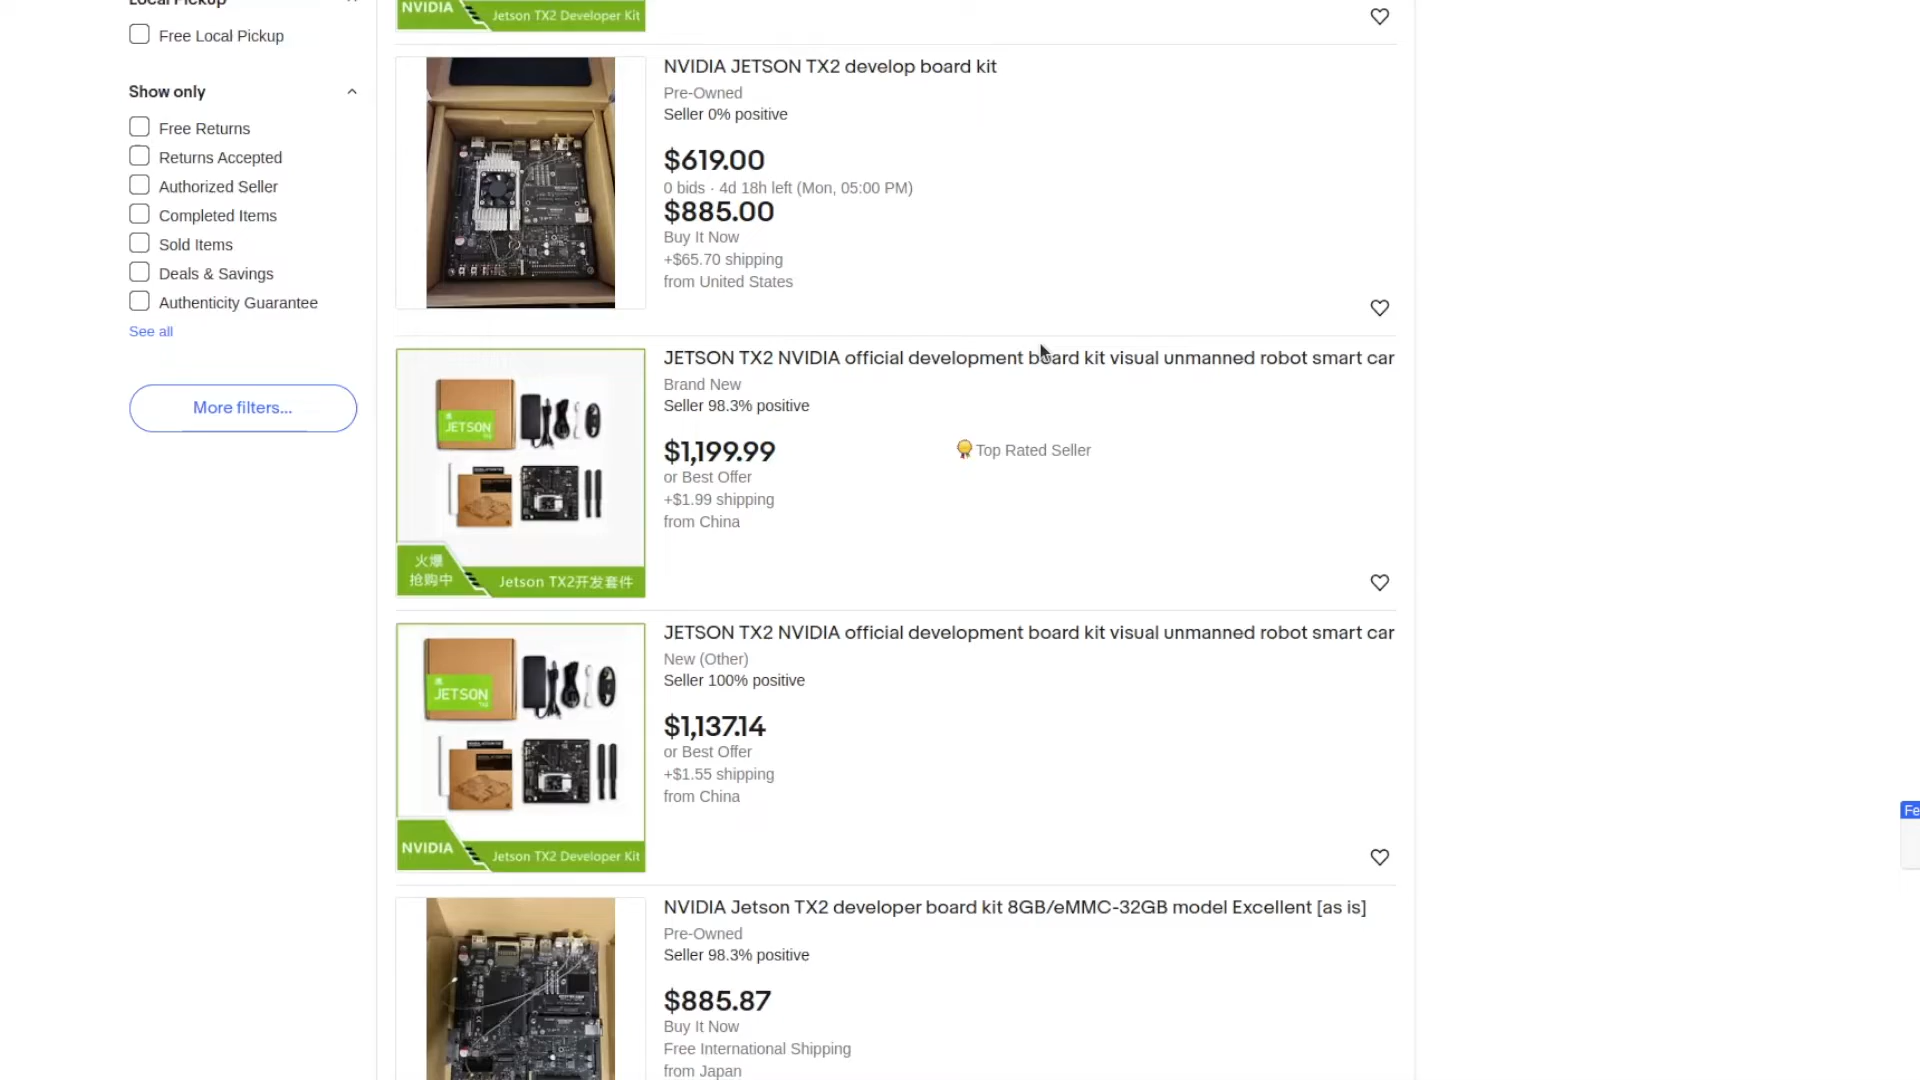 Local Pickup
Free Local Pickup
Show only
Free Returns
Returns Accepted
Authorized Seller
Completed Items
Sold Items
Deals & Savings
Authenticity Guarantee
See all
More filters...
NVIDIA
Jetson TX2 Developer Kit
NVIDIA JETSON TX2 develop board kit
Pre-Owned
Seller 0% positive
$619.00
0 bids · 4d 18h left (Mon, 05:00 PM)
$885.00
Buy It Now
+$65.70 shipping
from United States
JETSON
火爆
抢购中
Jetson TX2开发套件
JETSON TX2 NVIDIA official development board kit visual unmanned robot smart car
Brand New
Seller 98.3% positive
$1,199.99
Top Rated Seller
or Best Offer
+$1.99 shipping
from China
JETSON
NVIDIA
Jetson TX2 Developer Kit
JETSON TX2 NVIDIA official development board kit visual unmanned robot smart car
New (Other)
Seller 100% positive
$1,137.14
or Best Offer
+$1.55 shipping
from China
NVIDIA Jetson TX2 developer board kit 8GB/eMMC-32GB model Excellent [as is]
Pre-Owned
Seller 98.3% positive
$885.87
Buy It Now
Free International Shipping
from Japan
Fe